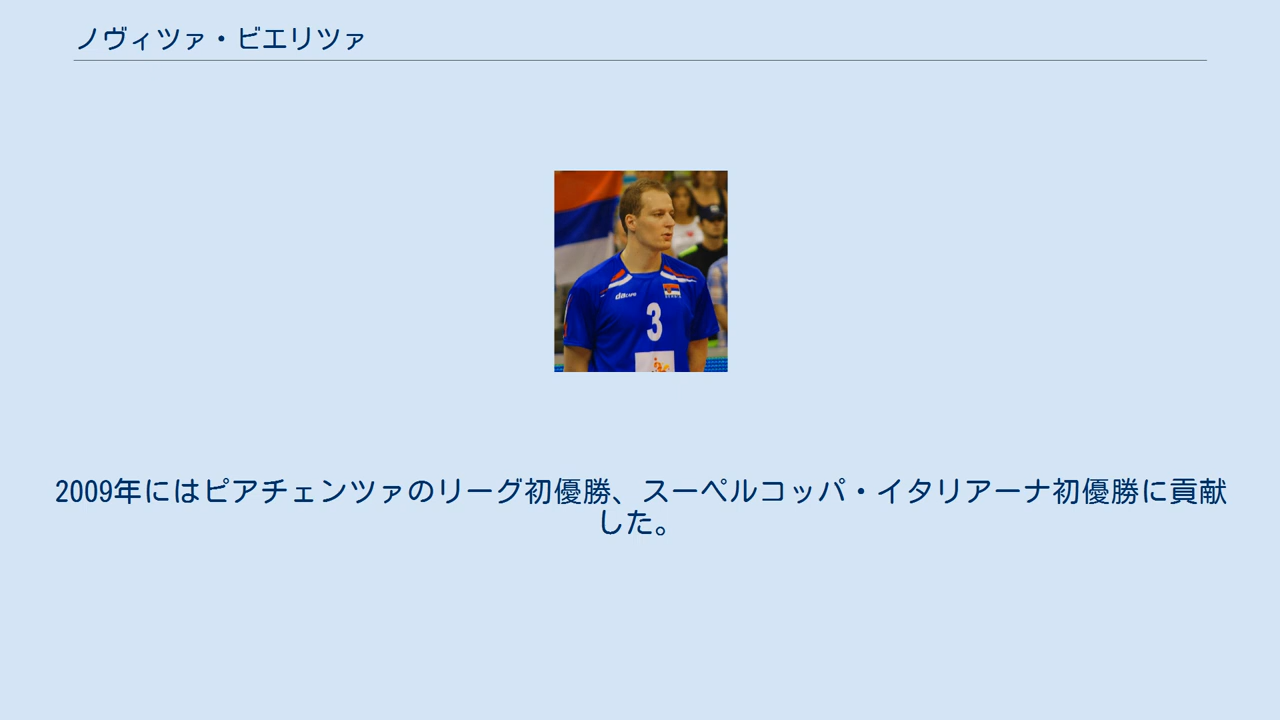 ノヴィツァ・ビエリツァ
3
2009年にはピアチェンツァのリーグ初優勝、スーペルコッパ・イタリアーナ初優勝に貢献
した。